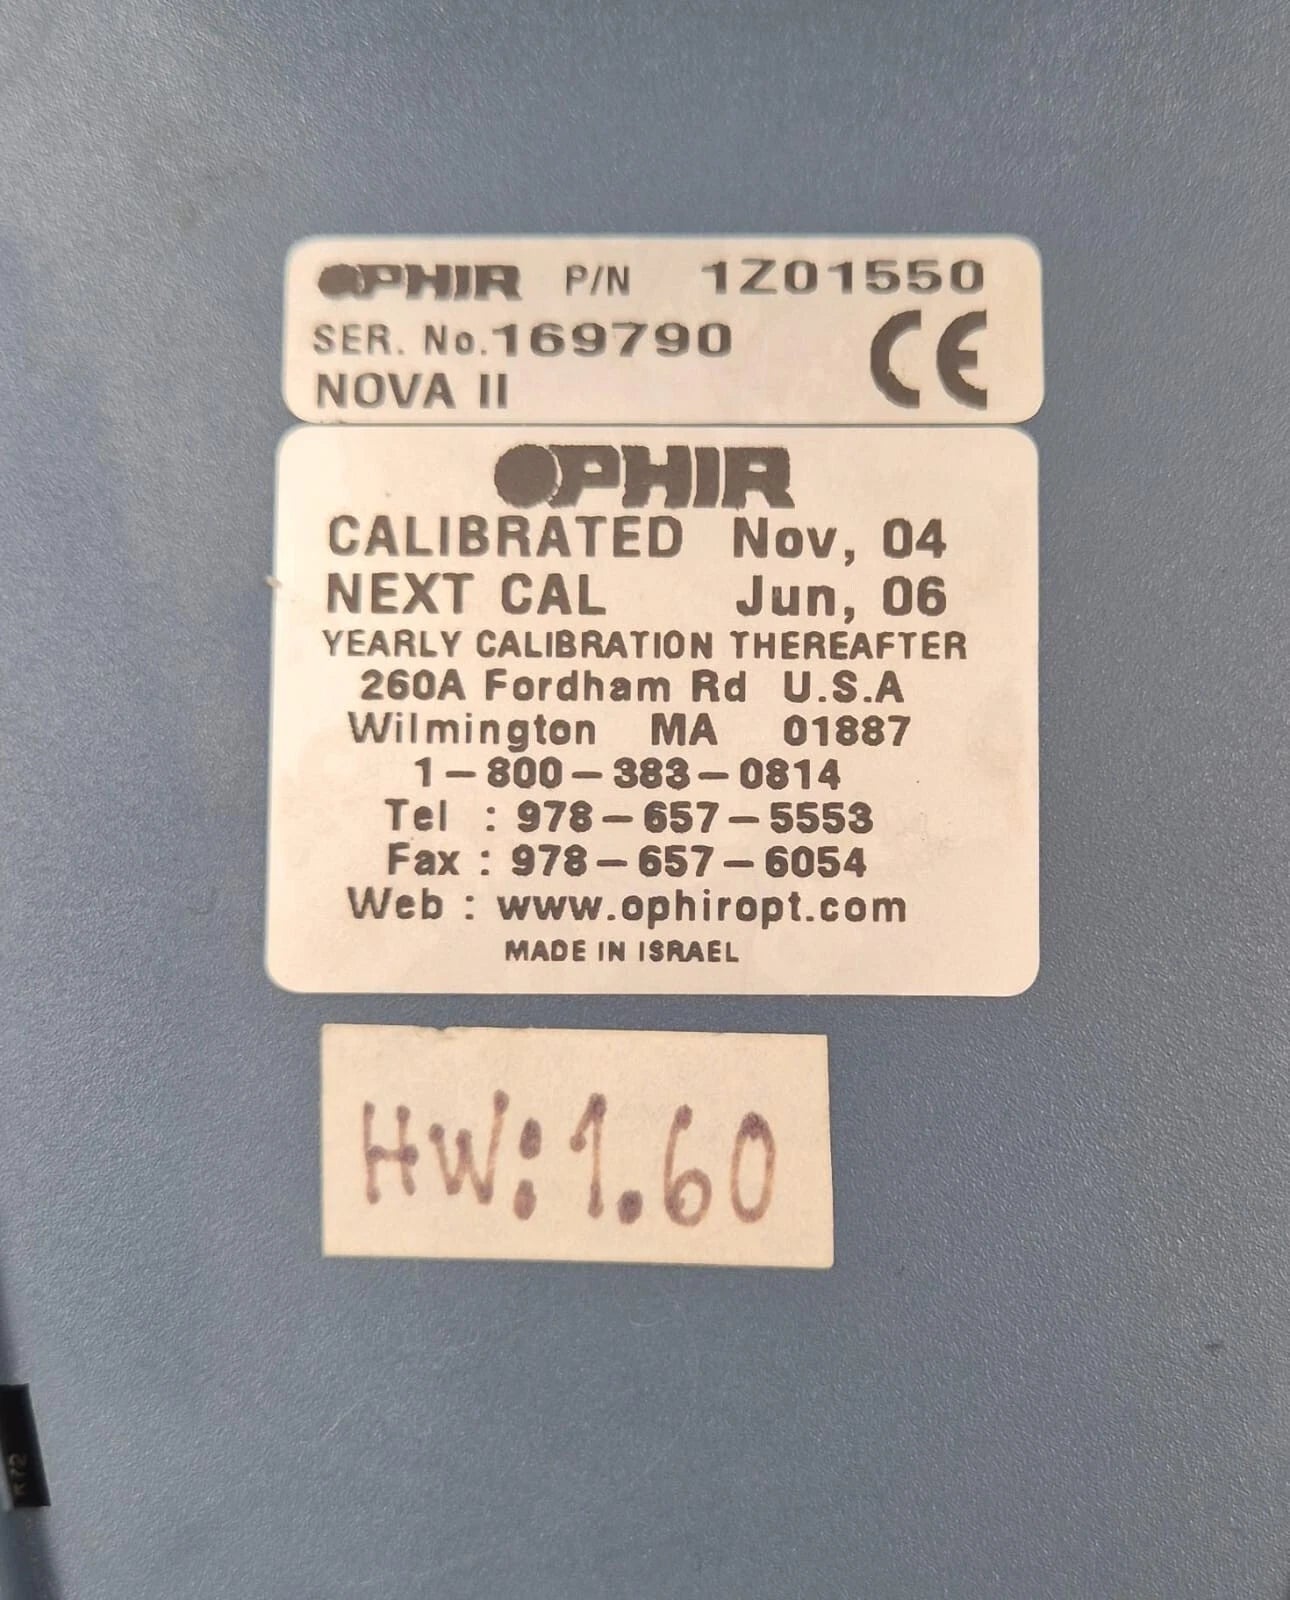 OPHIR P/N 1Z01550
SER. No.169790
NOVA II
CE
OPHIR
CALIBRATED Nov, 04
NEXT CAL Jun, 06
YEARLY CALIBRATION THEREAFTER
260A Fordham Rd U.S.A
Wilmington MA 01887
1-800-383-0814
Tel : 978-657-5553
Fax : 978-657-6054
Web : www.ophiropt.com
MADE IN ISRAEL
HW:1.60